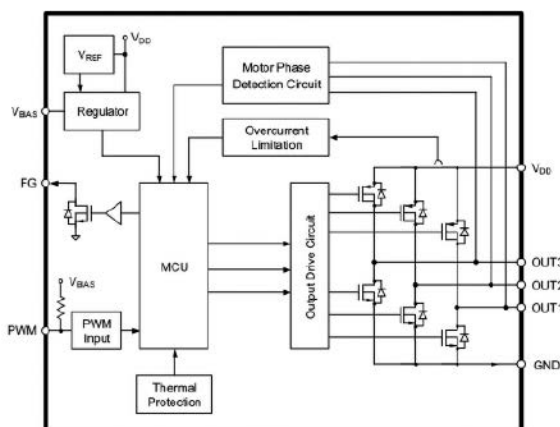 VREF
VDD
Regulator
VBIAS
Motor Phase
Detection Circuit
Overcurrent
Limitation
VDD
FG
MCU
Output Drive Circuit
OUT3
OUT2
OUT1
VBIAS
PWM
PWM
Input
GND
Thermal
Protection